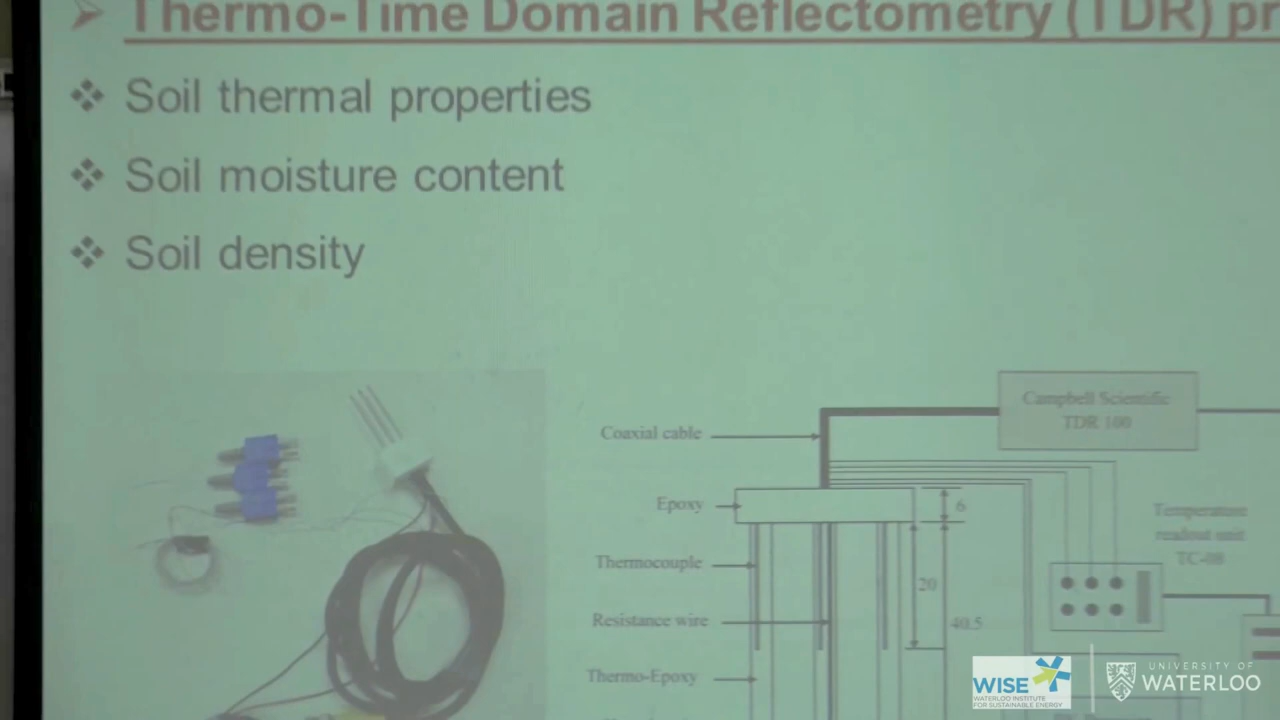 Thermo-Time Domain Reflectometry (TDR) pr
Soil thermal properties
Soil moisture content
Soil density
Campbell Scientific
TDR 100
Coaxial cable
Epoxy
6
Temperature
readout unit
TC-08
Thermocouple
20
Resistance wire
40.5
Thermo-Epoxy
WISE
WATERLOO INSTITUTE
FOR SUSTAINABLE ENERGY
UNIVERSITY OF
WATERLOO